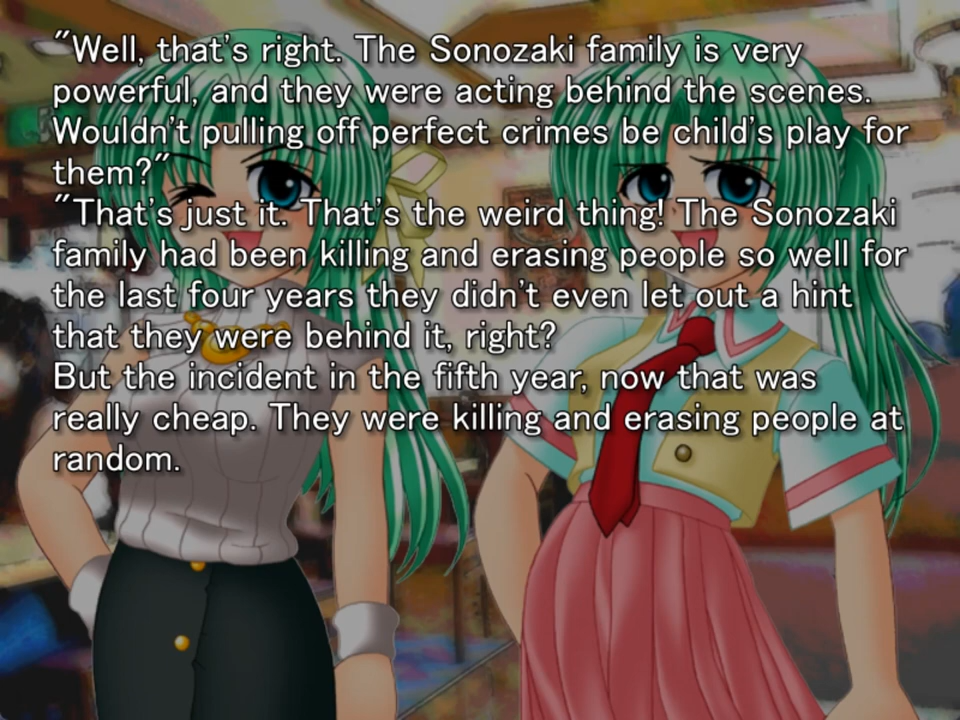 "Well, that's right. The Sonozaki family is very
powerful, and they were acting behind the scenes.
Wouldn't pulling off perfect crimes be child's play for
them?"
"That's just it. That's the weird thing! The Sonozaki
family had been killing and erasing people so well for
the last four years they didn't even let out a hint
that they were behind it, right?
But the incident in the fifth year, now that was
really cheap. They were killing and erasing people at
random.